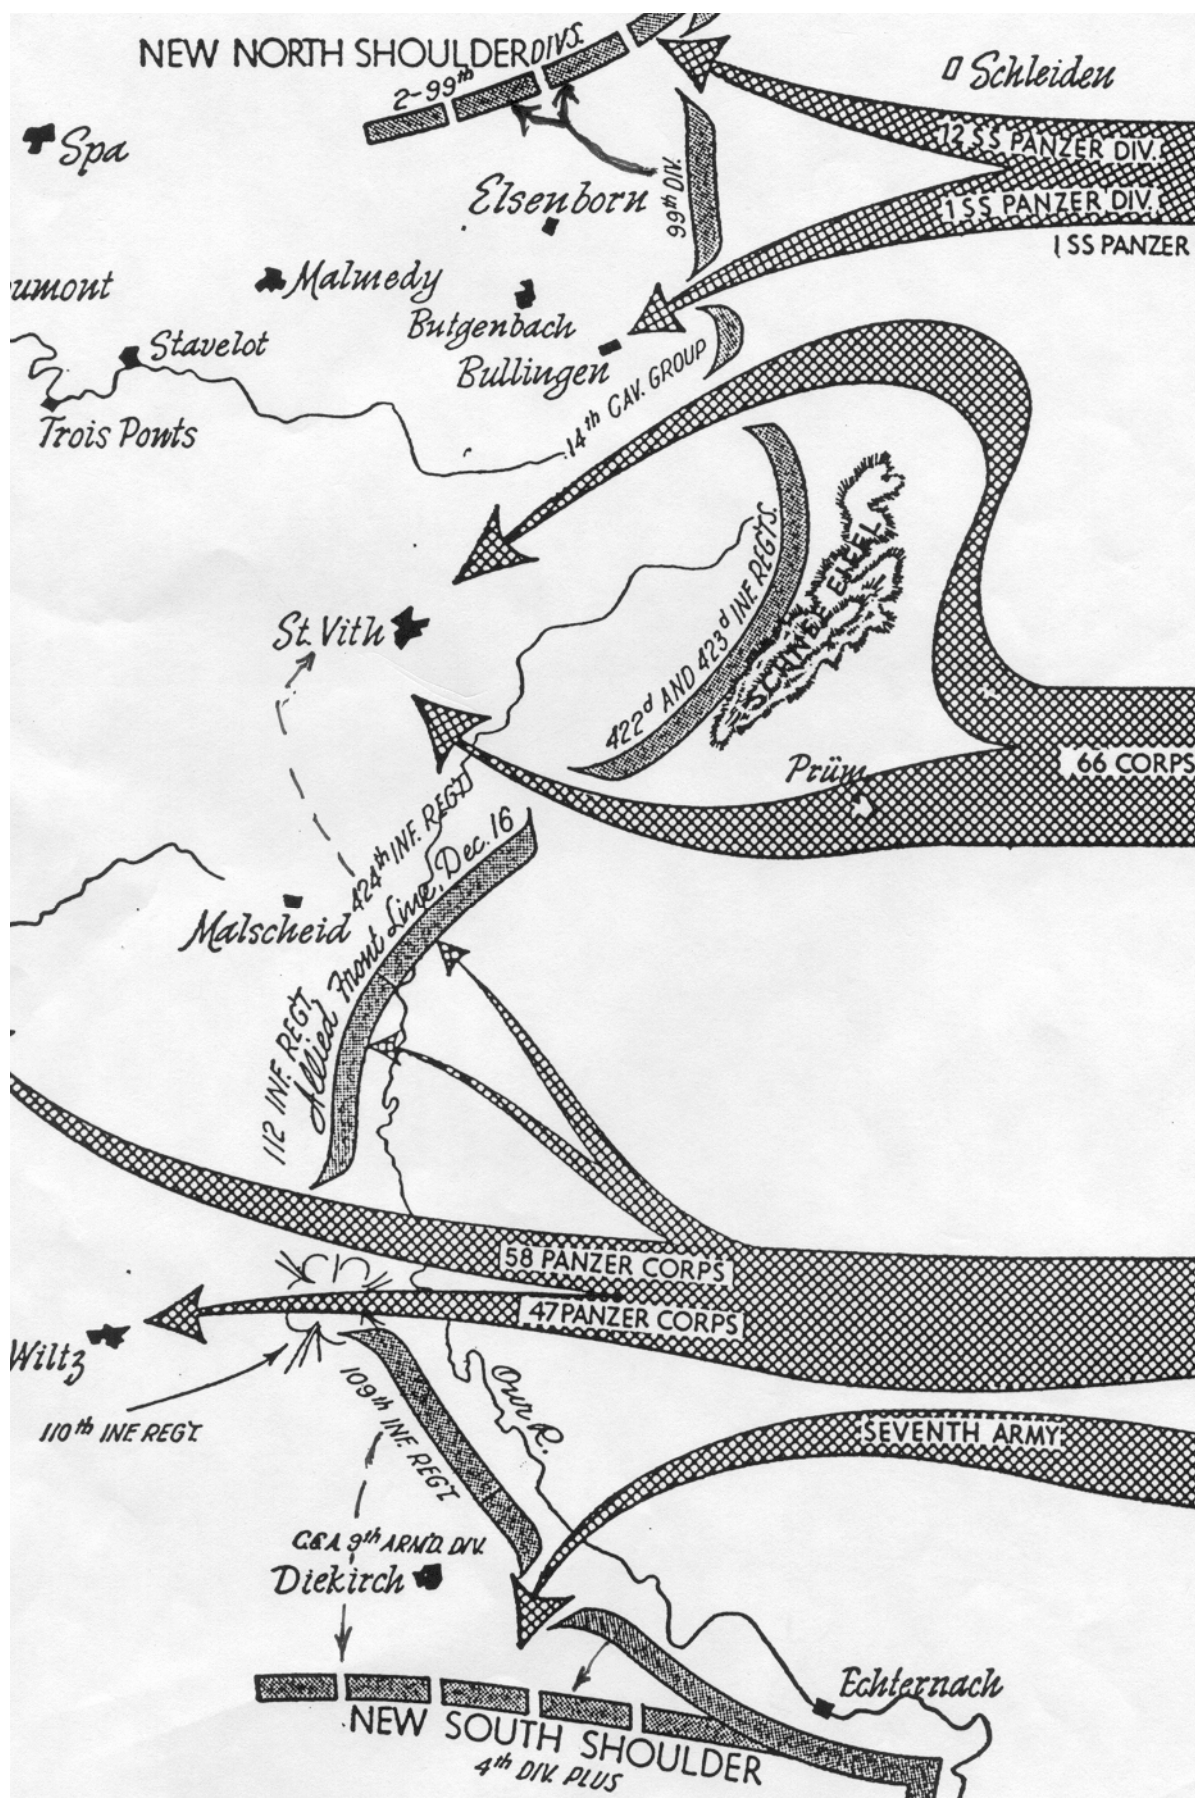 NEW NORTH SHOULDER
DIVS.
2-99th
Schleiden
Spa
12 SS PANZER DIV.
99th DIV.
Elsenborn
1 SS PANZER DIV.
1 SS PANZER
umont
Malmedy
Butgenbach
Stavelot
Bullingen
14th CAV. GROUP
Trois Ponts
SCHNEE EIFEL
422d AND 423d INF. REGTS.
St. Vith
66 CORPS
Prüm
424th INF. REGT.
Allied Front Line, Dec. 16
Malscheid
112 INF. REGT.
58 PANZER CORPS
47 PANZER CORPS
Wiltz
109th INF. REGT.
Our R.
110th INF. REGT.
SEVENTH ARMY
C.C.A. 9th ARM'D. DIV.
Diekirch
Echternach
NEW SOUTH SHOULDER
4th DIV. PLUS